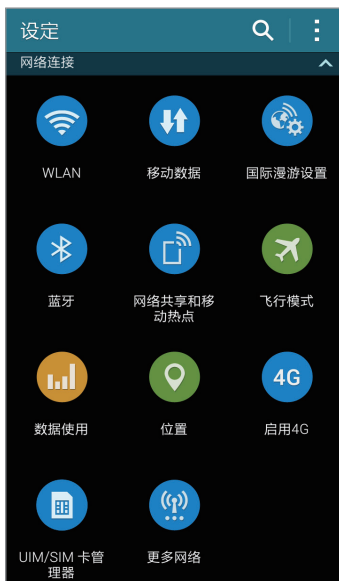 设定
网络连接
WLAN
移动数据
国际漫游设置
蓝牙
网络共享和移
动热点
飞行模式
数据使用
位置
4G
启用4G
UIM/SIM 卡管
理器
更多网络